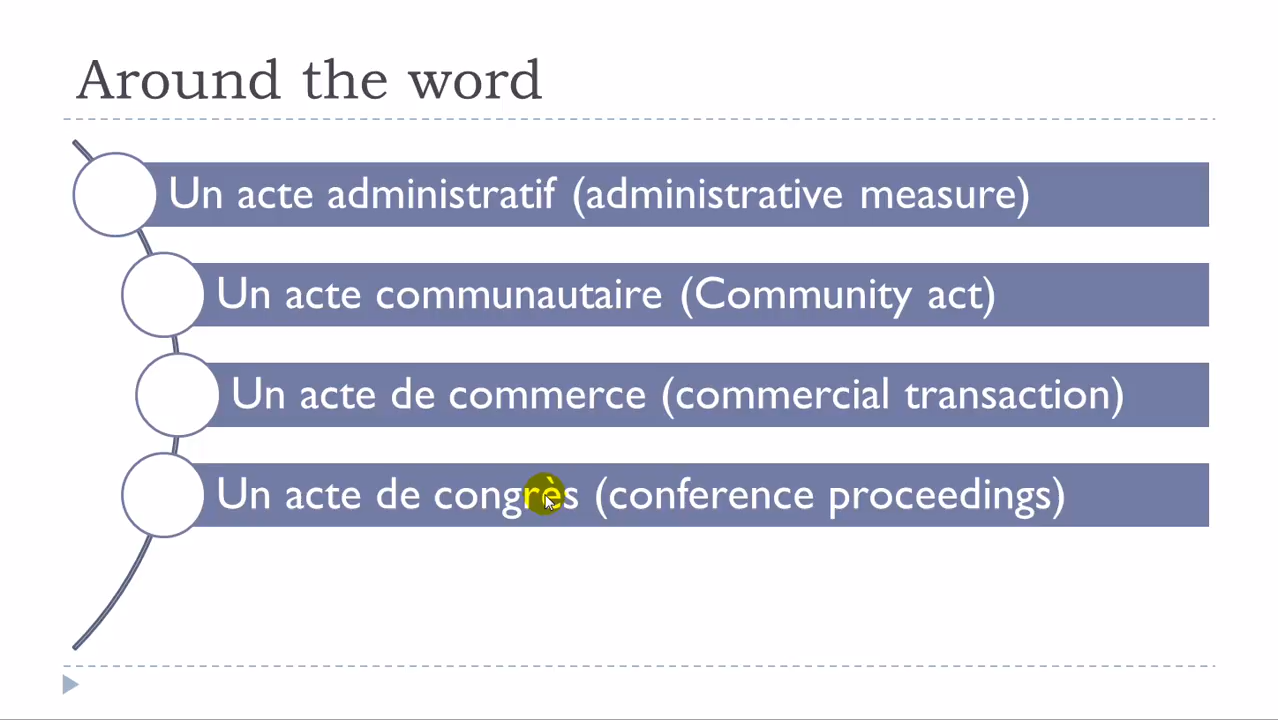 Around the word
Un acte administratif (administrative measure)
Un acte communautaire (Community act)
Un acte de commerce (commercial transaction)
Un acte de congrès (conference proceedings)